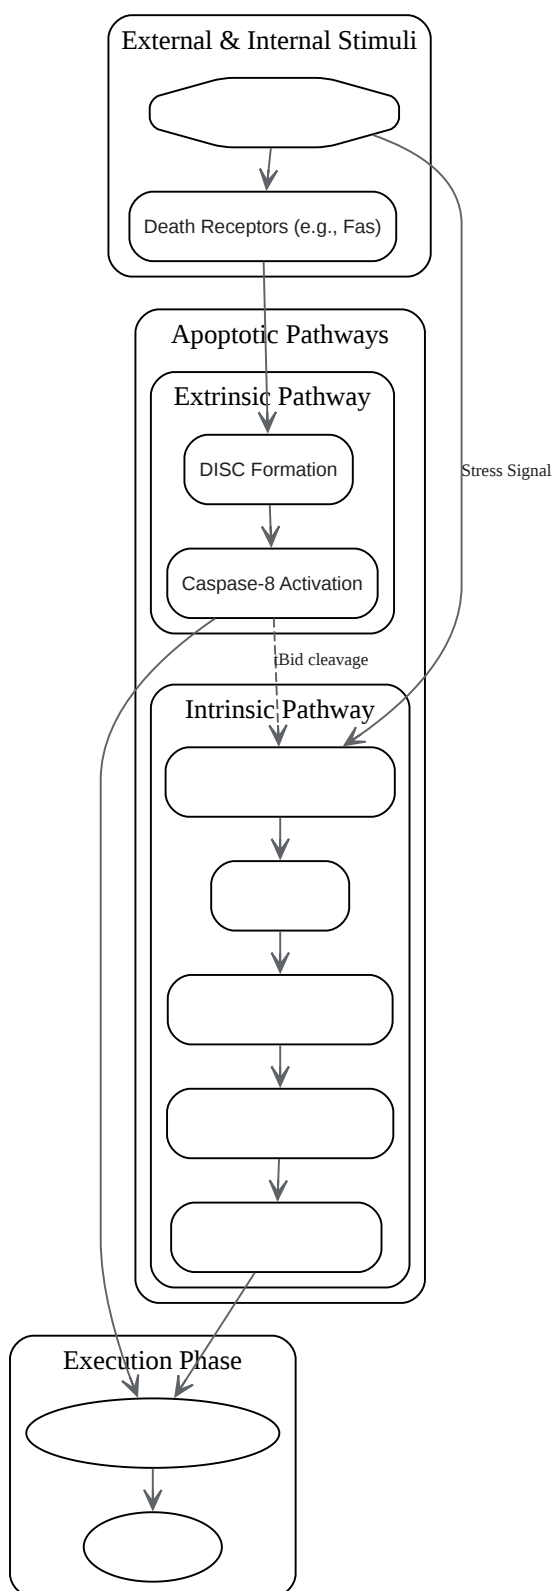 External & Internal Stimuli
Death Receptors (e.g., Fas)
Apoptotic Pathways
Extrinsic Pathway
DISC Formation
Stress Signal
Caspase-8 Activation
tBid cleavage
Intrinsic Pathway
Execution Phase